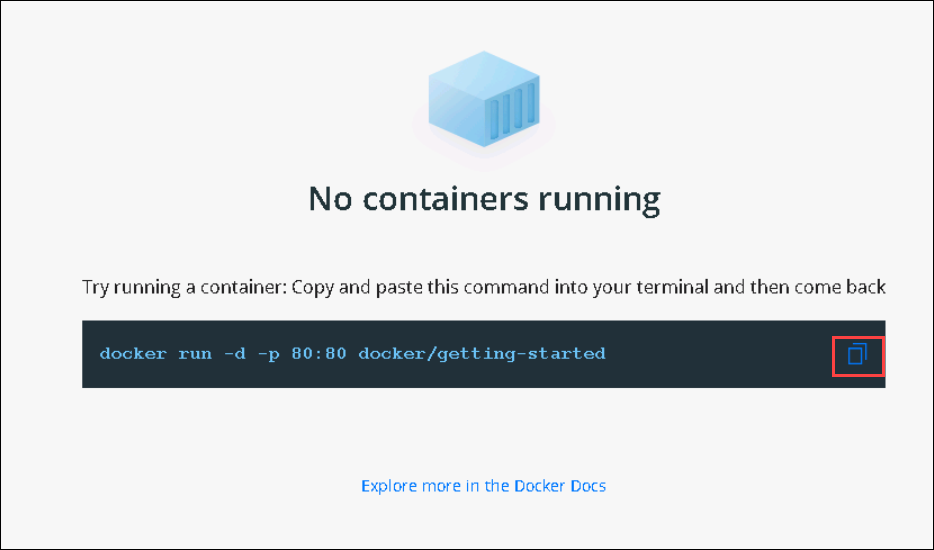 No containers running
Try running a container: Copy and paste this command into your terminal and then come back
docker run -d -p 80:80 docker/getting-started
Explore more in the Docker Docs